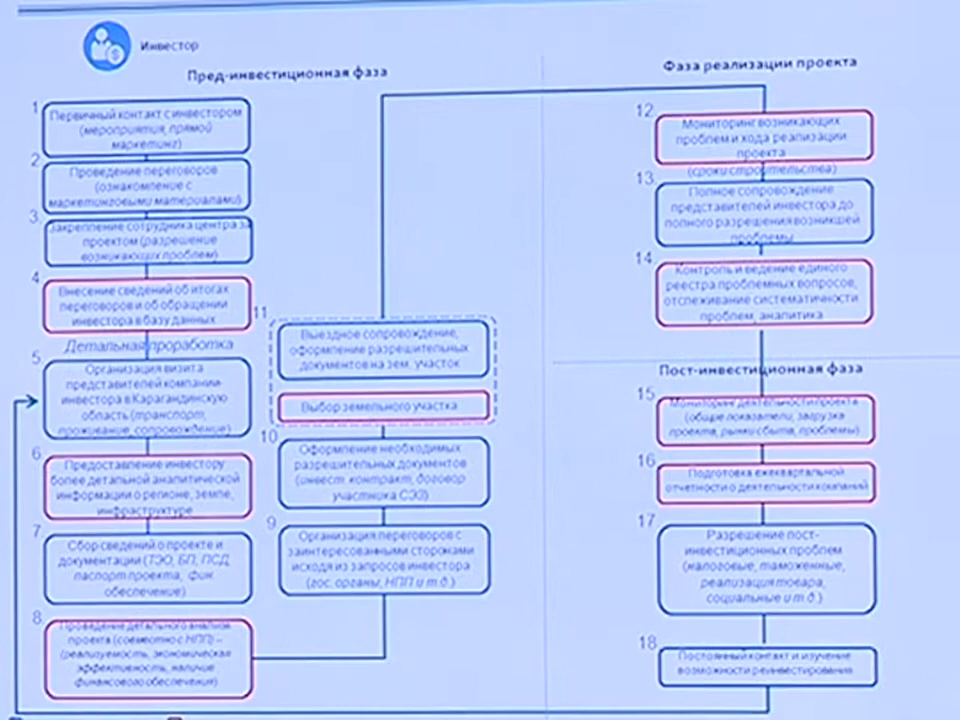 Инвестор
Пред-инвестиционная фаза
1
Первичный контакт с инвестором
(мероприятия, прямой
маркетинг)
2
Проведение переговоров
(ознакомление с
маркетинговыми материалами)
3
Закрепление сотрудника центра за
проектом (разрешение
возникающих проблем)
4
Внесение сведений об итогах
переговоров и об обращении
инвестора в базу данных
Детальная проработка
5
Организация визита
представителей компании-
инвестора в Карагандинскую
область (транспорт,
проживание, сопровождение)
6
Предоставление инвестору
более детальной аналитической
информации о регионе, земле,
инфраструктуре
7
Сбор сведений о проекте и
документации (ТЭО, БП, ПСД,
паспорт проекта, фин.
обеспечение)
8
Проведение детального анализа
проекта (совместно с НПП) –
(реализуемость, экономическая
эффективность, наличие
финансового обеспечения)
11
Выездное сопровождение,
оформление разрешительных
документов на зем. участок
Выбор земельного участка
10
Оформление необходимых
разрешительных документов
(инвест. контракт, договор
участника СЭЗ)
9
Организация переговоров с
заинтересованными сторонами
исходя из запросов инвестора
(гос. органы, НПП и т.д.)
Фаза реализации проекта
12
Мониторинг возникающих
проблем и хода реализации
проекта
(сроки строительства)
13
Полное сопровождение
представителей инвестора до
полного разрешения возникшей
проблемы
14
Контроль и ведение единого
реестра проблемных вопросов,
отслеживание систематичности
проблем, аналитика
Пост-инвестиционная фаза
15
Мониторинг деятельности проекта
(общие показатели, загрузка
проекта, рынки сбыта, проблемы)
16
Подготовка ежеквартальной
отчетности о деятельности компаний
17
Разрешение пост-
инвестиционных проблем
(налоговые, таможенные,
реализация товара,
социальные и т.д.)
18
Постоянный контакт и изучение
возможности реинвестирования